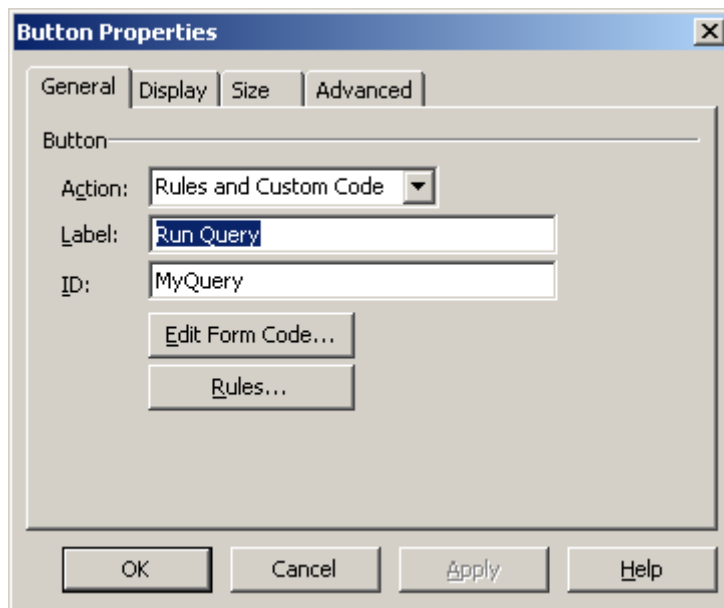 Button Properties
General Display Size Advanced
Button
Action: Rules and Custom Code
Label: Run Query
ID: MyQuery
Edit Form Code...
Rules...
OK Cancel Apply Help